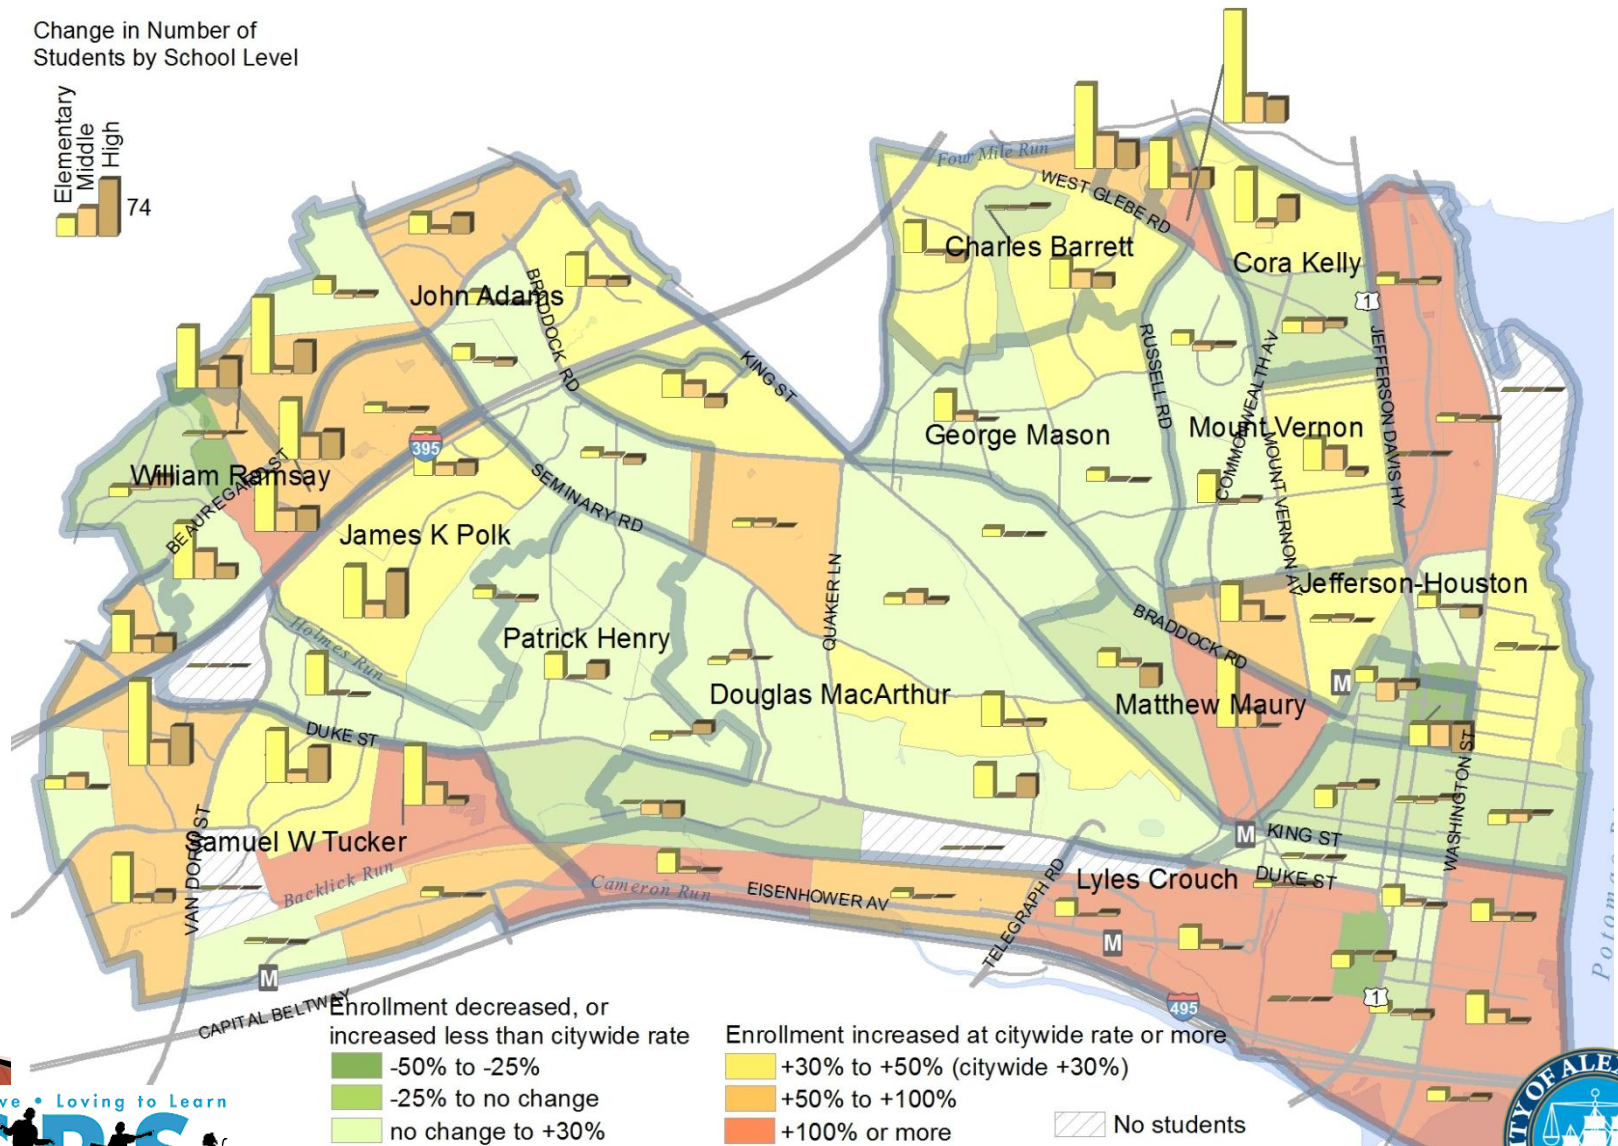 Change in Number of
Students by School Level
Elementary
Middle
High
74
Four Mile Run
WEST GLEBE RD
Charles Barrett
Cora Kelly
1
John Adams
BRADDOCK RD
KING ST
RUSSELL RD
COMMONWEALTH AV
MOUNT VERNON AV
JEFFERSON DAVIS HY
George Mason
Mount Vernon
395
William Ramsay
BEAUREGARD ST
SEMINARY RD
James K Polk
QUAKER LN
Jefferson-Houston
BRADDOCK RD
Holmes Run
Patrick Henry
Douglas MacArthur
Matthew Maury
M
DUKE ST
WASHINGTON ST
VAN DORN ST
Samuel W Tucker
M
KING ST
Backlick Run
Cameron Run
EISENHOWER AV
TELEGRAPH RD
Lyles Crouch
DUKE ST
M
M
1
495
CAPITAL BELTWAY
Enrollment decreased, or
increased less than citywide rate
-50% to -25%
-25% to no change
no change to +30%
Enrollment increased at citywide rate or more
+30% to +50% (citywide +30%)
+50% to +100%
+100% or more
No students
ve • Loving to Learn